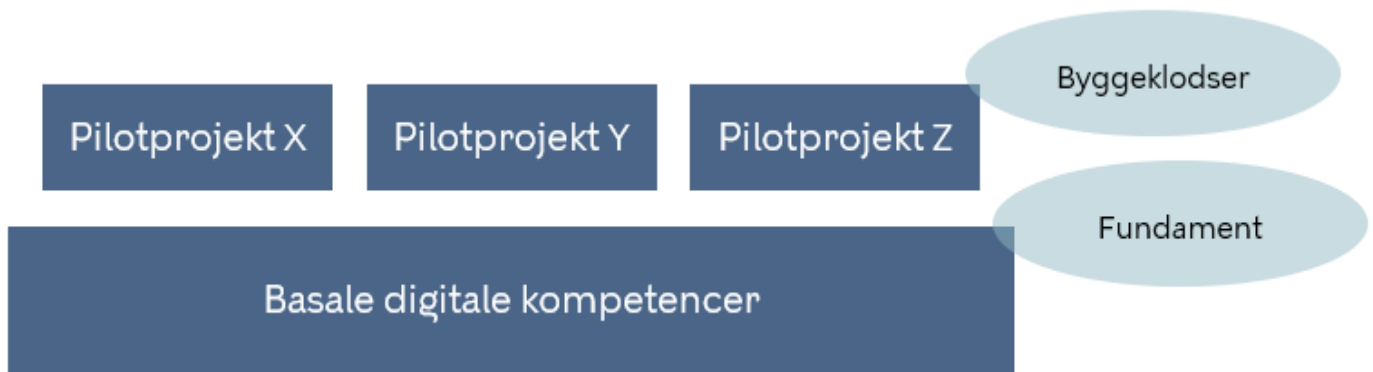 Byggeklodser
Pilotprojekt X
Pilotprojekt Y
Pilotprojekt Z
Fundament
Basale digitale kompetencer